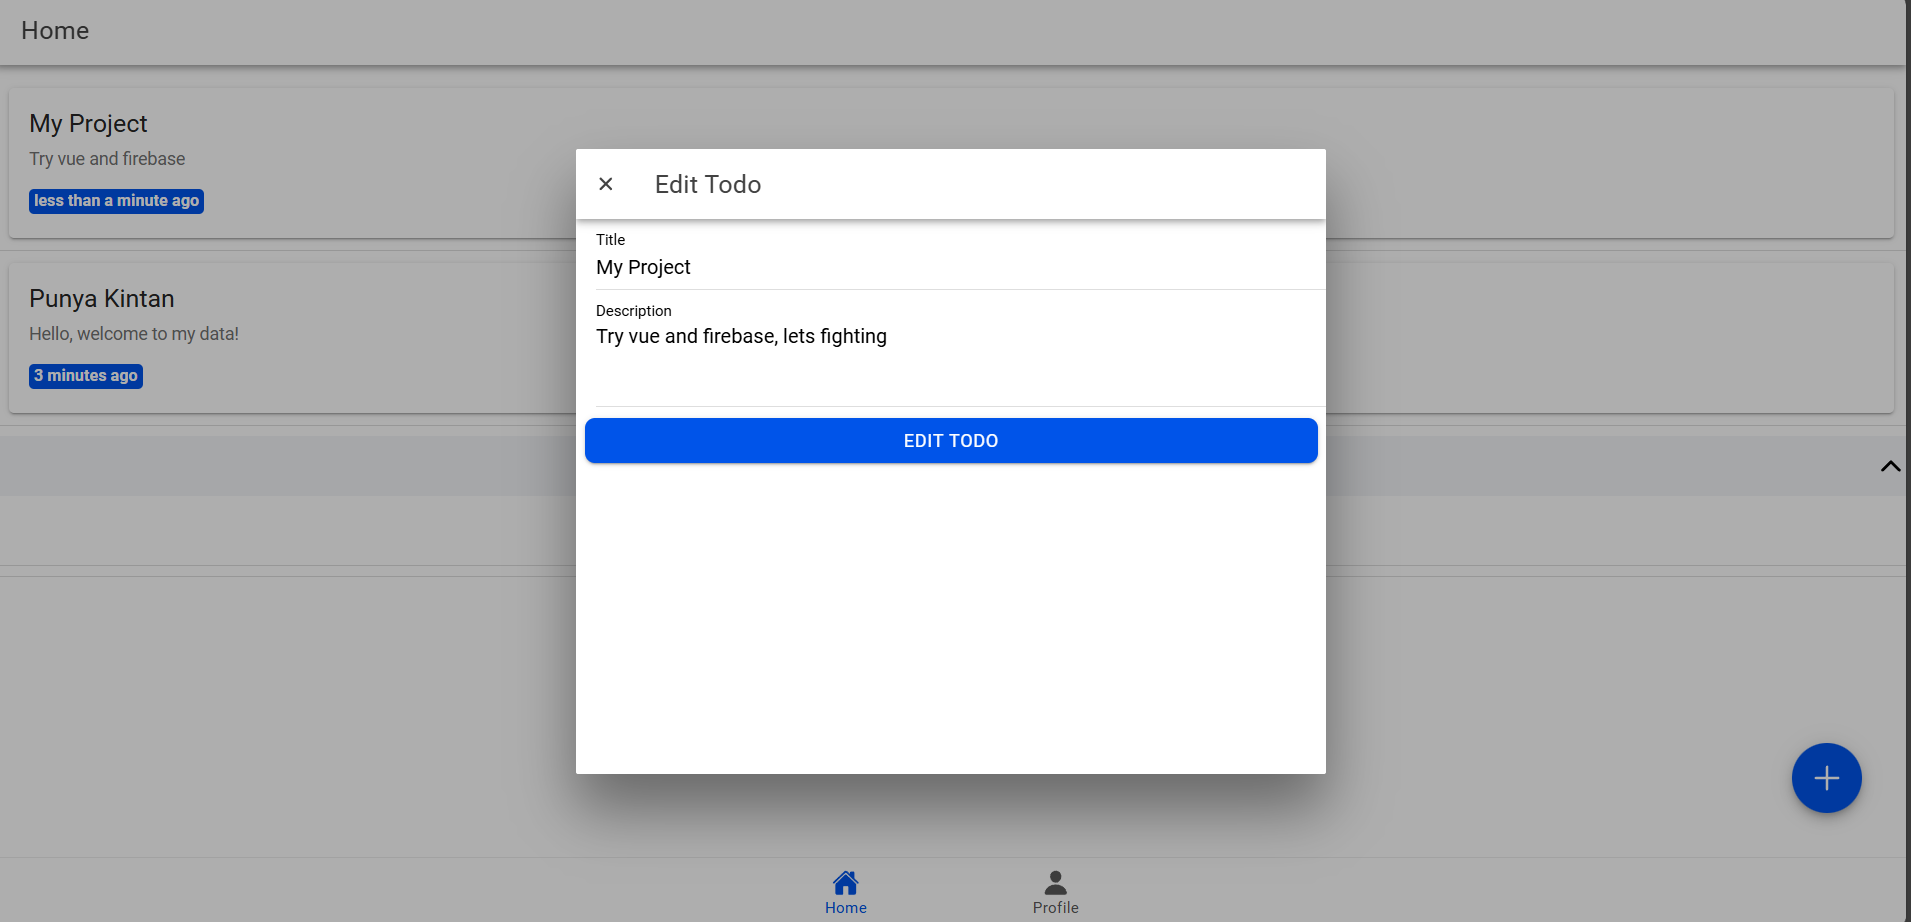 Home
My Project
Try vue and firebase
less than a minute ago
Punya Kintan
Hello, welcome to my data!
3 minutes ago
Edit Todo
Title
My Project
Description
Try vue and firebase, lets fighting
EDIT TODO
Home
Profile